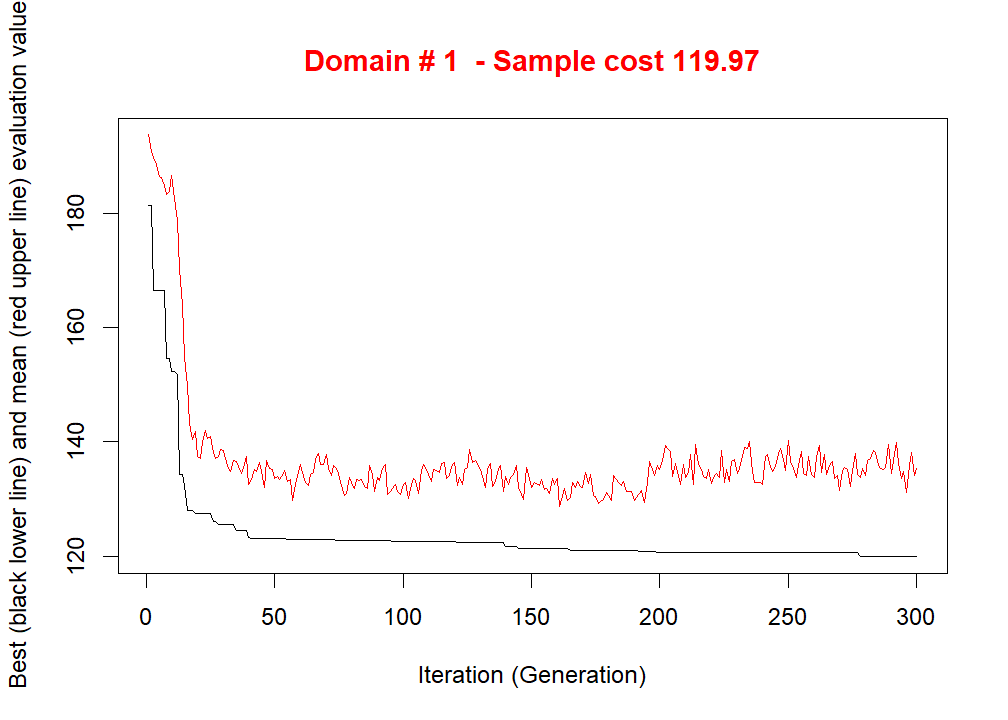 Domain # 1  - Sample cost 119.97
Best (black lower line) and mean (red upper line) evaluation value
180
160
140
120
0 50 100 150 200 250 300
Iteration (Generation)